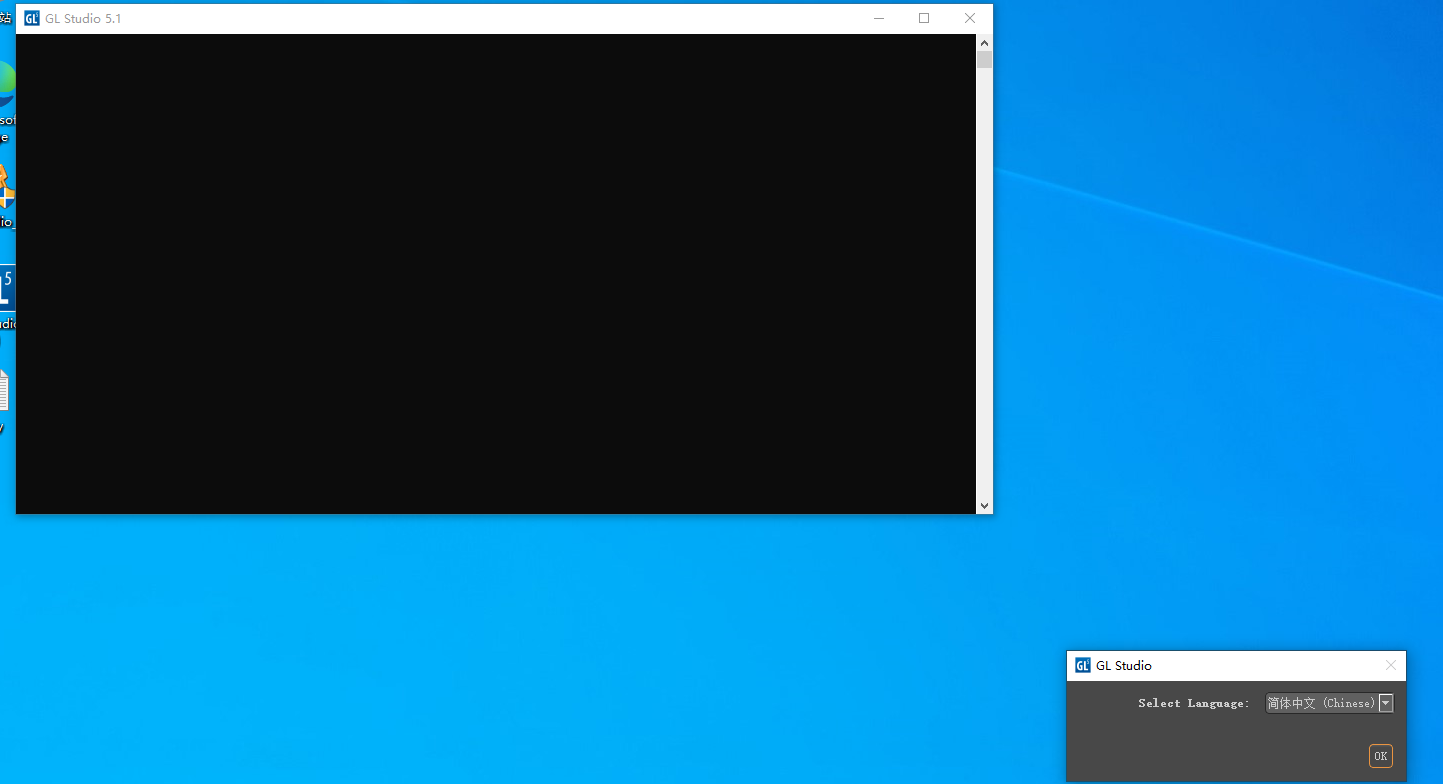 站
GL GL Studio 5.1
sof
e
io_
5
udio
y
GL GL Studio
Select Language: 简体中文 (Chinese)
OK